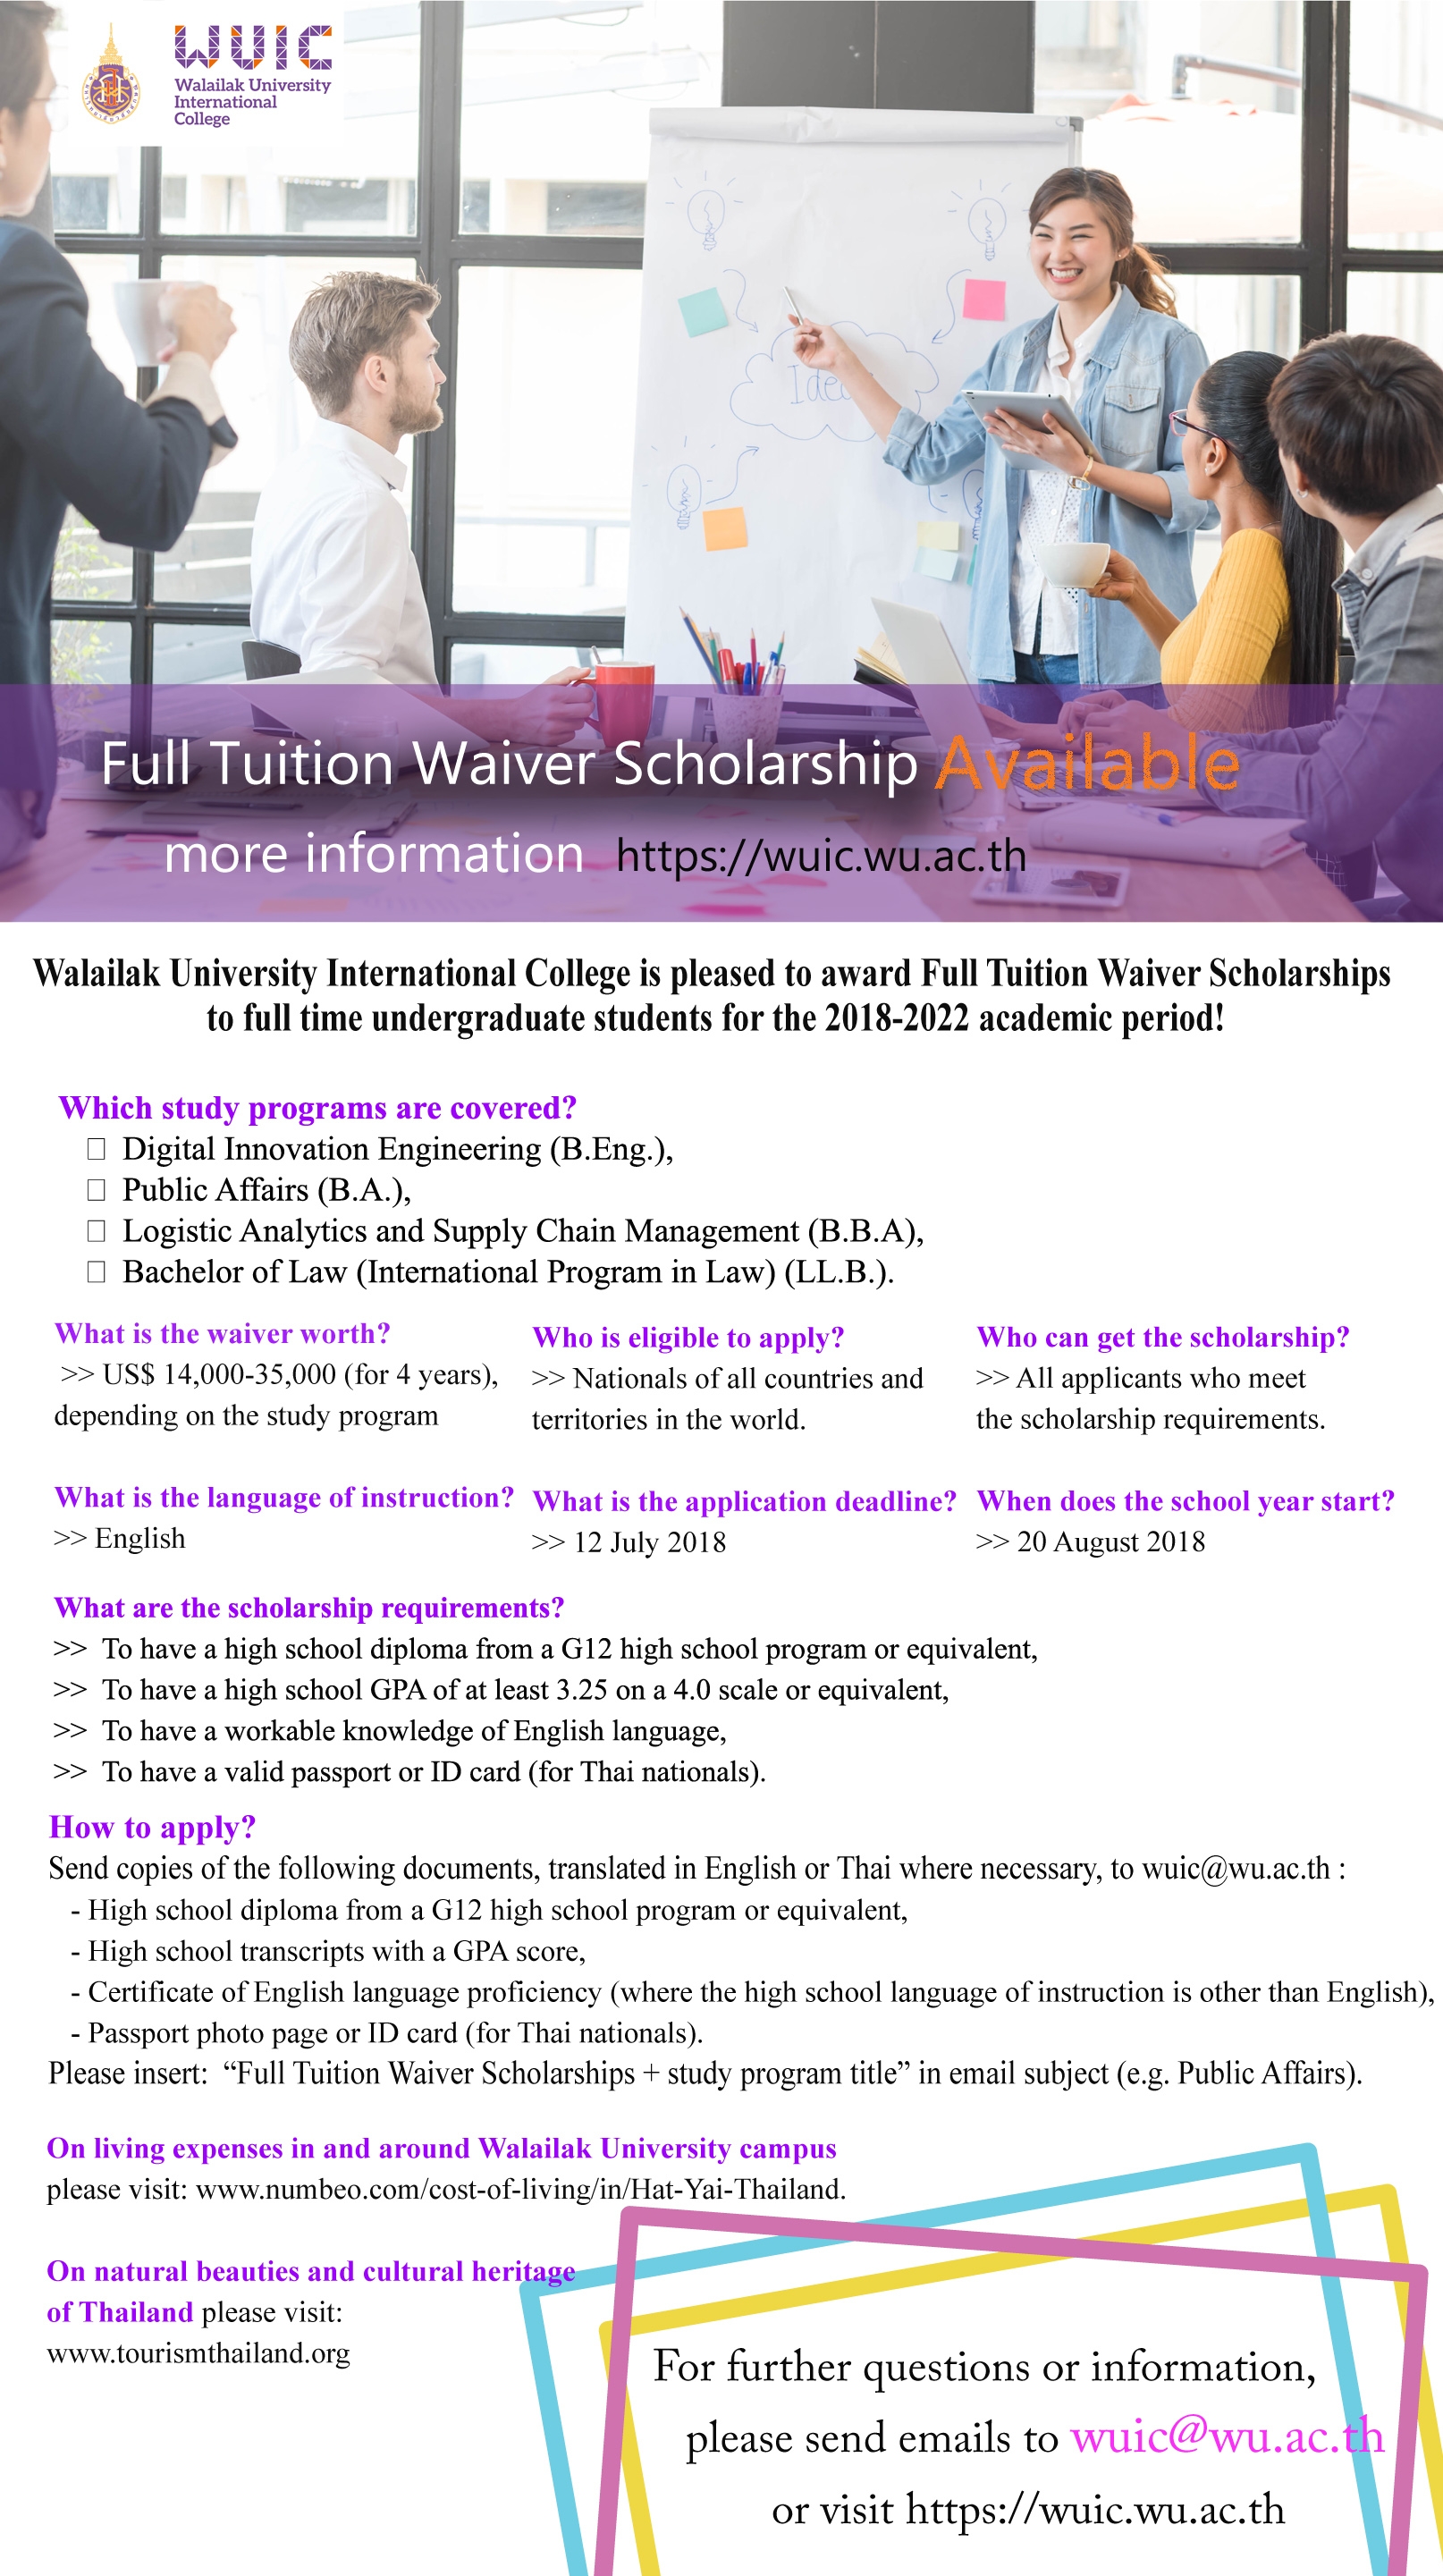 WUIC
Walailak University
International
College
Idea
Full Tuition Waiver Scholarship Available
more information https://wuic.wu.ac.th
Walailak University International College is pleased to award Full Tuition Waiver Scholarships
to full time undergraduate students for the 2018-2022 academic period!
Which study programs are covered?
□ Digital Innovation Engineering (B.Eng.),
□ Public Affairs (B.A.),
□ Logistic Analytics and Supply Chain Management (B.B.A),
□ Bachelor of Law (International Program in Law) (LL.B.).
What is the waiver worth?
>> US$ 14,000-35,000 (for 4 years),
depending on the study program
Who is eligible to apply?
>> Nationals of all countries and
territories in the world.
Who can get the scholarship?
>> All applicants who meet
the scholarship requirements.
What is the language of instruction?
>> English
What is the application deadline?
>> 12 July 2018
When does the school year start?
>> 20 August 2018
What are the scholarship requirements?
>> To have a high school diploma from a G12 high school program or equivalent,
>> To have a high school GPA of at least 3.25 on a 4.0 scale or equivalent,
>> To have a workable knowledge of English language,
>> To have a valid passport or ID card (for Thai nationals).
How to apply?
Send copies of the following documents, translated in English or Thai where necessary, to wuic@wu.ac.th :
- High school diploma from a G12 high school program or equivalent,
- High school transcripts with a GPA score,
- Certificate of English language proficiency (where the high school language of instruction is other than English),
- Passport photo page or ID card (for Thai nationals).
Please insert: “Full Tuition Waiver Scholarships + study program title” in email subject (e.g. Public Affairs).
On living expenses in and around Walailak University campus
please visit: www.numbeo.com/cost-of-living/in/Hat-Yai-Thailand.
On natural beauties and cultural heritage
of Thailand please visit:
www.tourismthailand.org
For further questions or information,
please send emails to wuic@wu.ac.th
or visit https://wuic.wu.ac.th